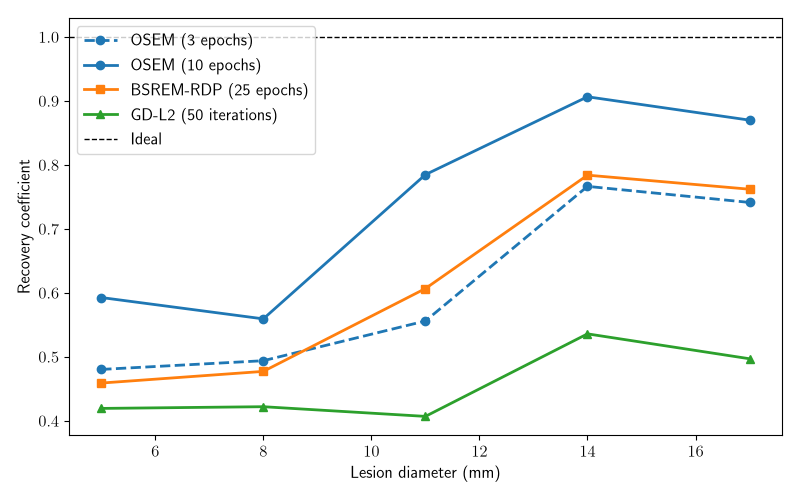 OSEM (3 epochs)
OSEM (10 epochs)
BSREM-RDP (25 epochs)
GD-L2 (50 iterations)
Ideal
Recovery coefficient
1.0
0.9
0.8
0.7
0.6
0.5
0.4
6 8 10 12 14 16
Lesion diameter (mm)